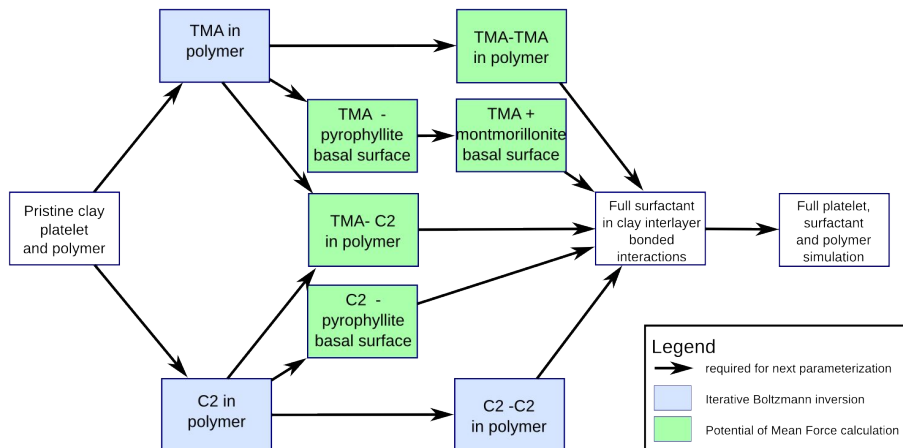 TMA in
polymer
TMA-TMA
in polymer
TMA -
pyrophyllite
basal surface
TMA +
montmorillonite
basal surface
Pristine clay
platelet
and polymer
TMA- C2
in polymer
Full surfactant
in clay interlayer
bonded
interactions
Full platelet,
surfactant
and polymer
simulation
C2 -
pyrophyllite
basal surface
C2 in
polymer
C2 -C2
in polymer
Legend
required for next parameterization
Iterative Boltzmann inversion
Potential of Mean Force calculation